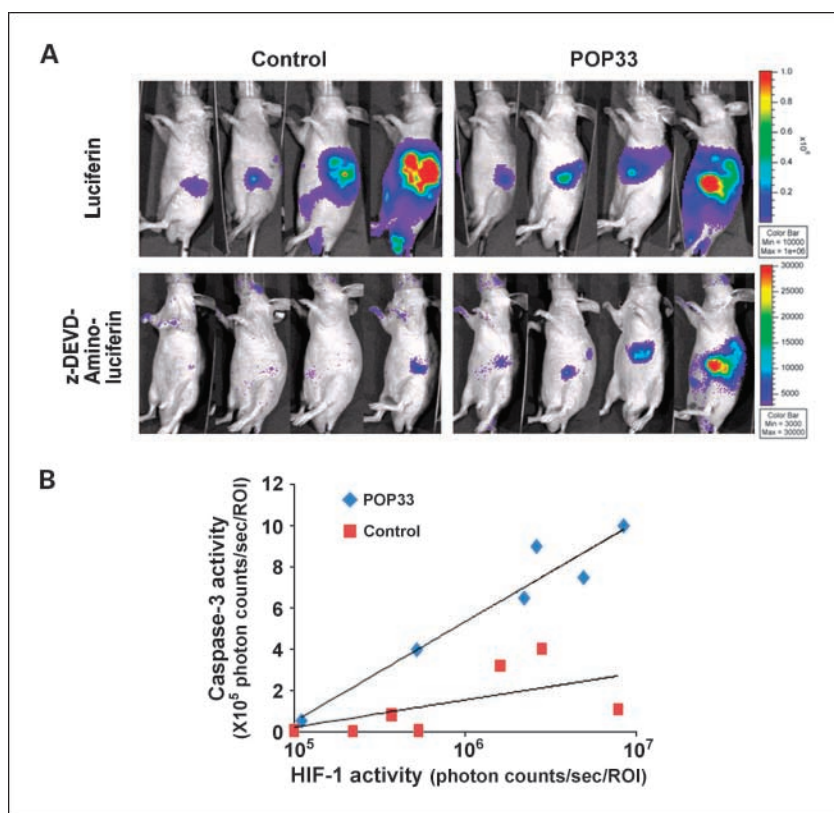 A
Control
POP33
Luciferin
1.0
0.8
0.6
0.4
0.2
Color Bar
Min = 10000
Max = 1e+06
z-DEVD-
Amino-
luciferin
30000
25000
20000
15000
10000
5000
Color Bar
Min = 3000
Max = 30000
B
Caspase-3 activity
(X10⁵ photon counts/sec/ROI)
12
10
8
6
4
2
0
POP33
Control
10⁵
10⁶
10⁷
HIF-1 activity (photon counts/sec/ROI)